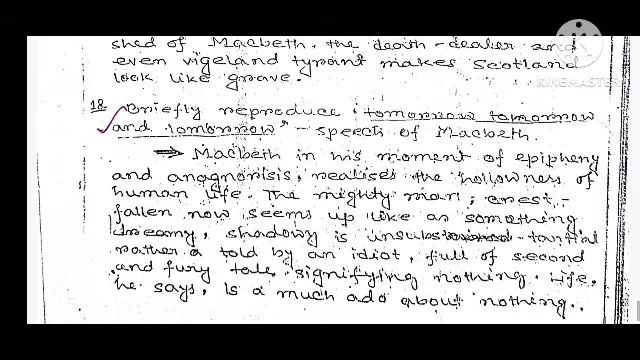 shed of Macbeth, the death-dealer and
even vigeland tyrant makes Scotland
look like grave.
KINEMASTER
18. Briefly reproduce "tomorrow tomorrow
and tomorrow" - speech of Macbeth.
→ Macbeth in his moment of epipheny
and anagnorisis, realises the hollowness of
human life. The mighty man, crest-
fallen now seems up like as something
dreamy, shadowy is unsubs tantial
rather a told by an idiot, full of second
and fury tale, signifying nothing. Life,
he says, Is a much ado about nothing.